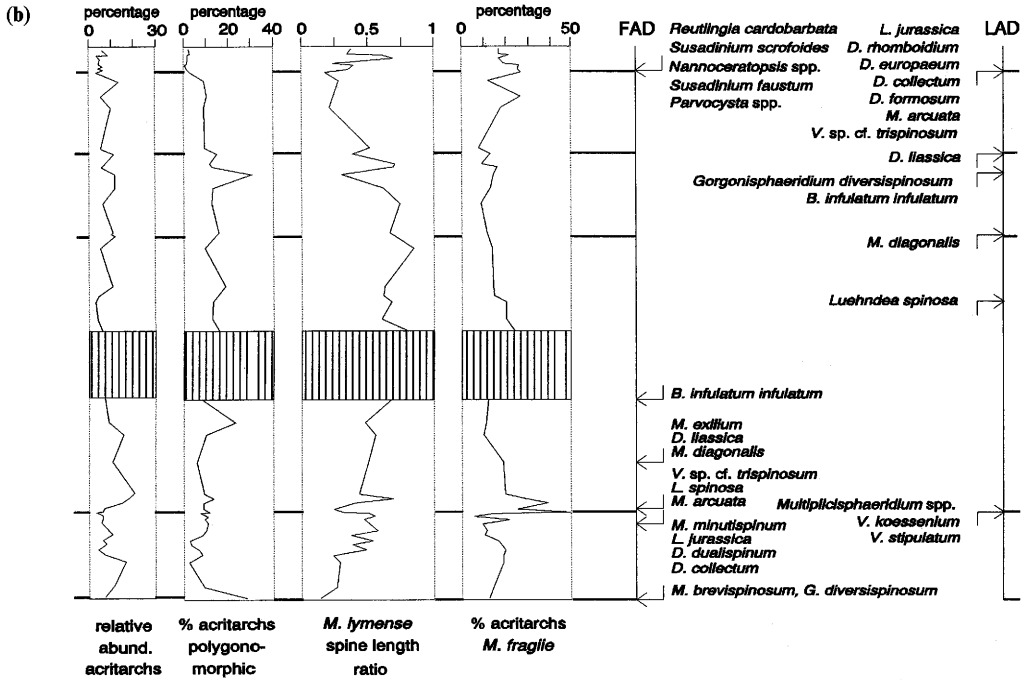 (b)
percentage percentage percentage percentage
0 30 0 20 40 0 0,5 1 0 50 FAD LAD
Reutlingia cardobarbata L. jurassica
Susadinium scrofoides D. rhomboidium
Nannoceratopsis spp. D. europaeum
Susadinium faustum D. collectum
Parvocysta spp. D. formosum
M. arcuata
V. sp. cf. trispinosum
D. liassica
Gorgonisphaeridium diversispinosum
B. infulatum infulatum
M. diagonalis
Luehndea spinosa
B. infulatum infulatum
M. exilium
D. liassica
M. diagonalis
V. sp. cf. trispinosum
L. spinosa
M. arcuata Multiplicisphaeridium spp.
M. minutispinum V. koessenium
L. jurassica V. stipulatum
D. dualispinum
D. collectum
M. brevispinosum, G. diversispinosum
relative % acritarchs M. lymense % acritarchs
abund. polygono- spine length M. fragile
acritarchs morphic ratio